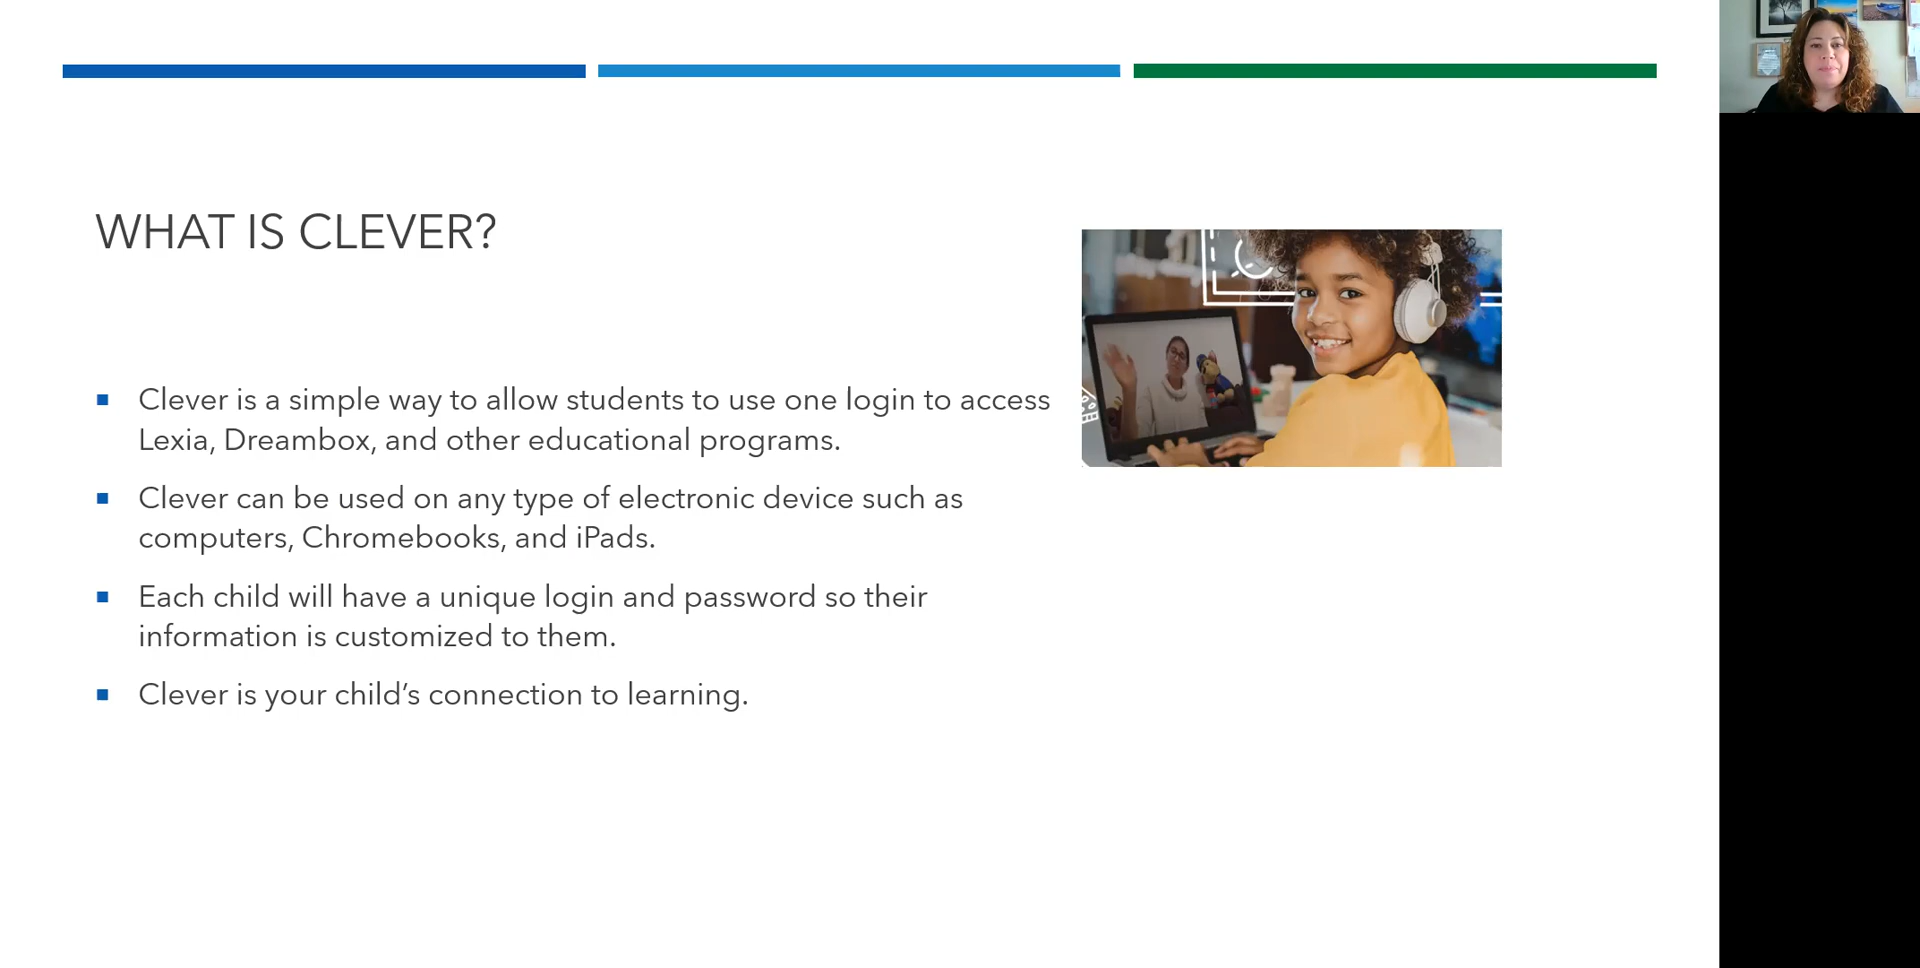 WHAT IS CLEVER?
Clever is a simple way to allow students to use one login to access
Lexia, Dreambox, and other educational programs.
Clever can be used on any type of electronic device such as
computers, Chromebooks, and iPads.
Each child will have a unique login and password so their
information is customized to them.
Clever is your child’s connection to learning.